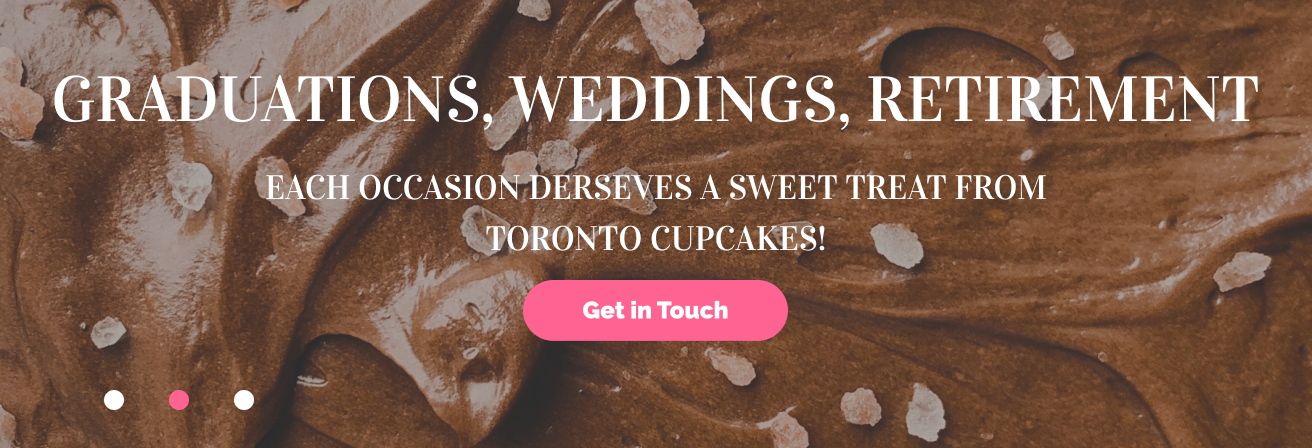 GRADUATIONS, WEDDINGS, RETIREMENT
EACH OCCASION DERSEVES A SWEET TREAT FROM
TORONTO CUPCAKES!
Get in Touch